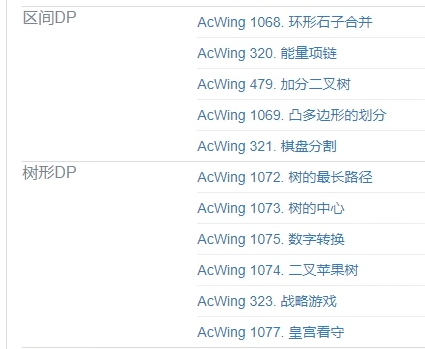 区间DP
AcWing 1068. 环形石子合并
AcWing 320. 能量项链
AcWing 479. 加分二叉树
AcWing 1069. 凸多边形的划分
AcWing 321. 棋盘分割
树形DP
AcWing 1072. 树的最长路径
AcWing 1073. 树的中心
AcWing 1075. 数字转换
AcWing 1074. 二叉苹果树
AcWing 323. 战略游戏
AcWing 1077. 皇宫看守